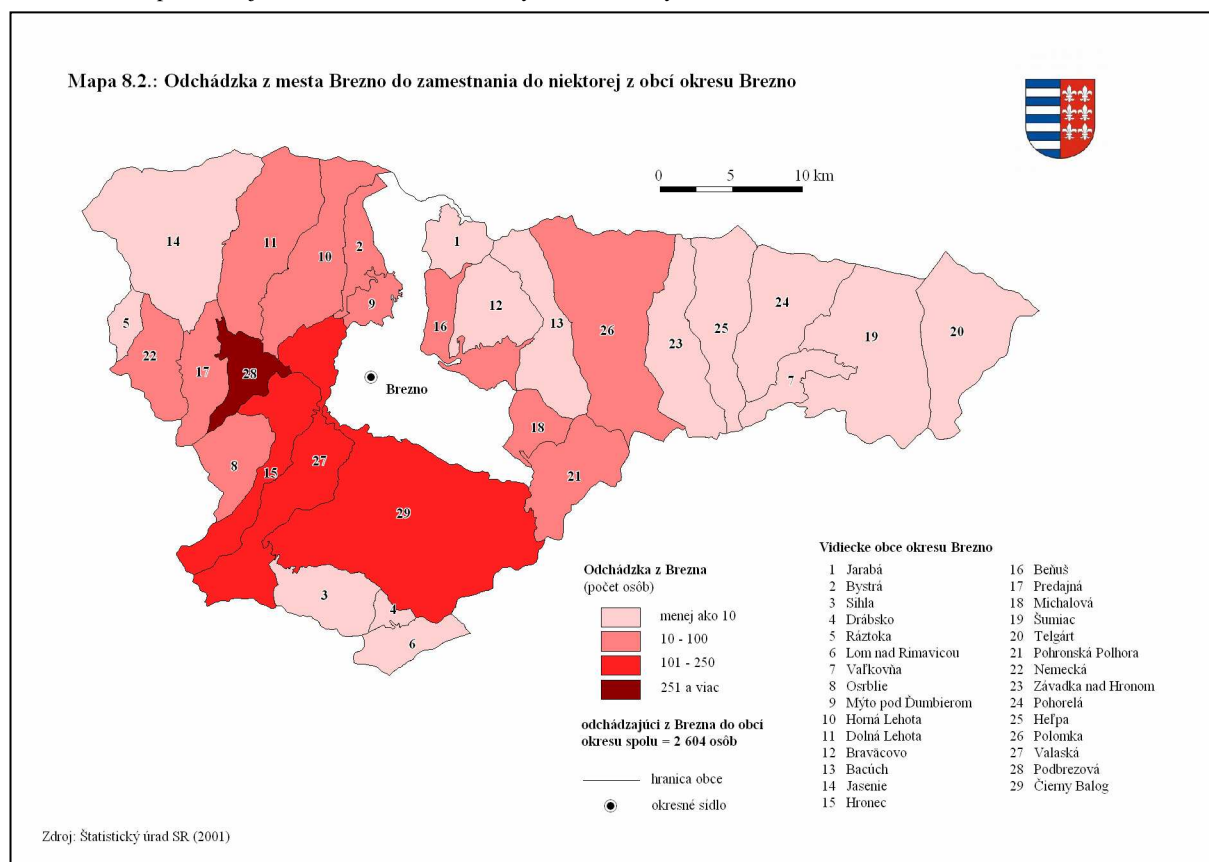 Mapa 8.2.: Odchádzka z mesta Brezno do zamestnania do niektorej z obcí okresu Brezno
0 5 10 km
14
11
10
2
1
9
5
22
17
28
16
12
13
26
23
25
24
7
19
20
Brezno
18
21
8
15
27
29
3
4
6
Odchádzka z Brezna
(počet osôb)
menej ako 10
10 - 100
101 - 250
251 a viac
odchádzajúci z Brezna do obcí
okresu spolu = 2 604 osôb
hranica obce
okresné sídlo
Vidiecke obce okresu Brezno
1 Jarabá
2 Bystrá
3 Sihla
4 Drábsko
5 Ráztoka
6 Lom nad Rimavicou
7 Vaľkovňa
8 Osrblie
9 Mýto pod Ďumbierom
10 Horná Lehota
11 Dolná Lehota
12 Braväcovo
13 Bacúch
14 Jasenie
15 Hronec
16 Beňuš
17 Predajná
18 Michalová
19 Šumiac
20 Telgárt
21 Pohronská Polhora
22 Nemecká
23 Závadka nad Hronom
24 Pohorelá
25 Heľpa
26 Polomka
27 Valaská
28 Podbrezová
29 Čierny Balog
Zdroj: Štatistický úrad SR (2001)